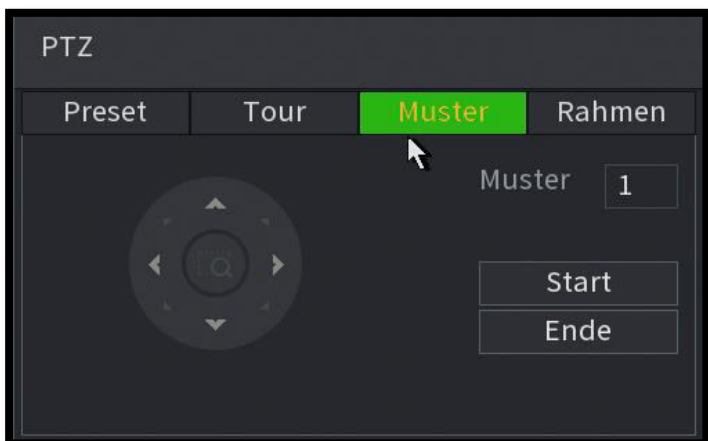 PTZ
Preset Tour Muster Rahmen
Muster 1
Start
Ende